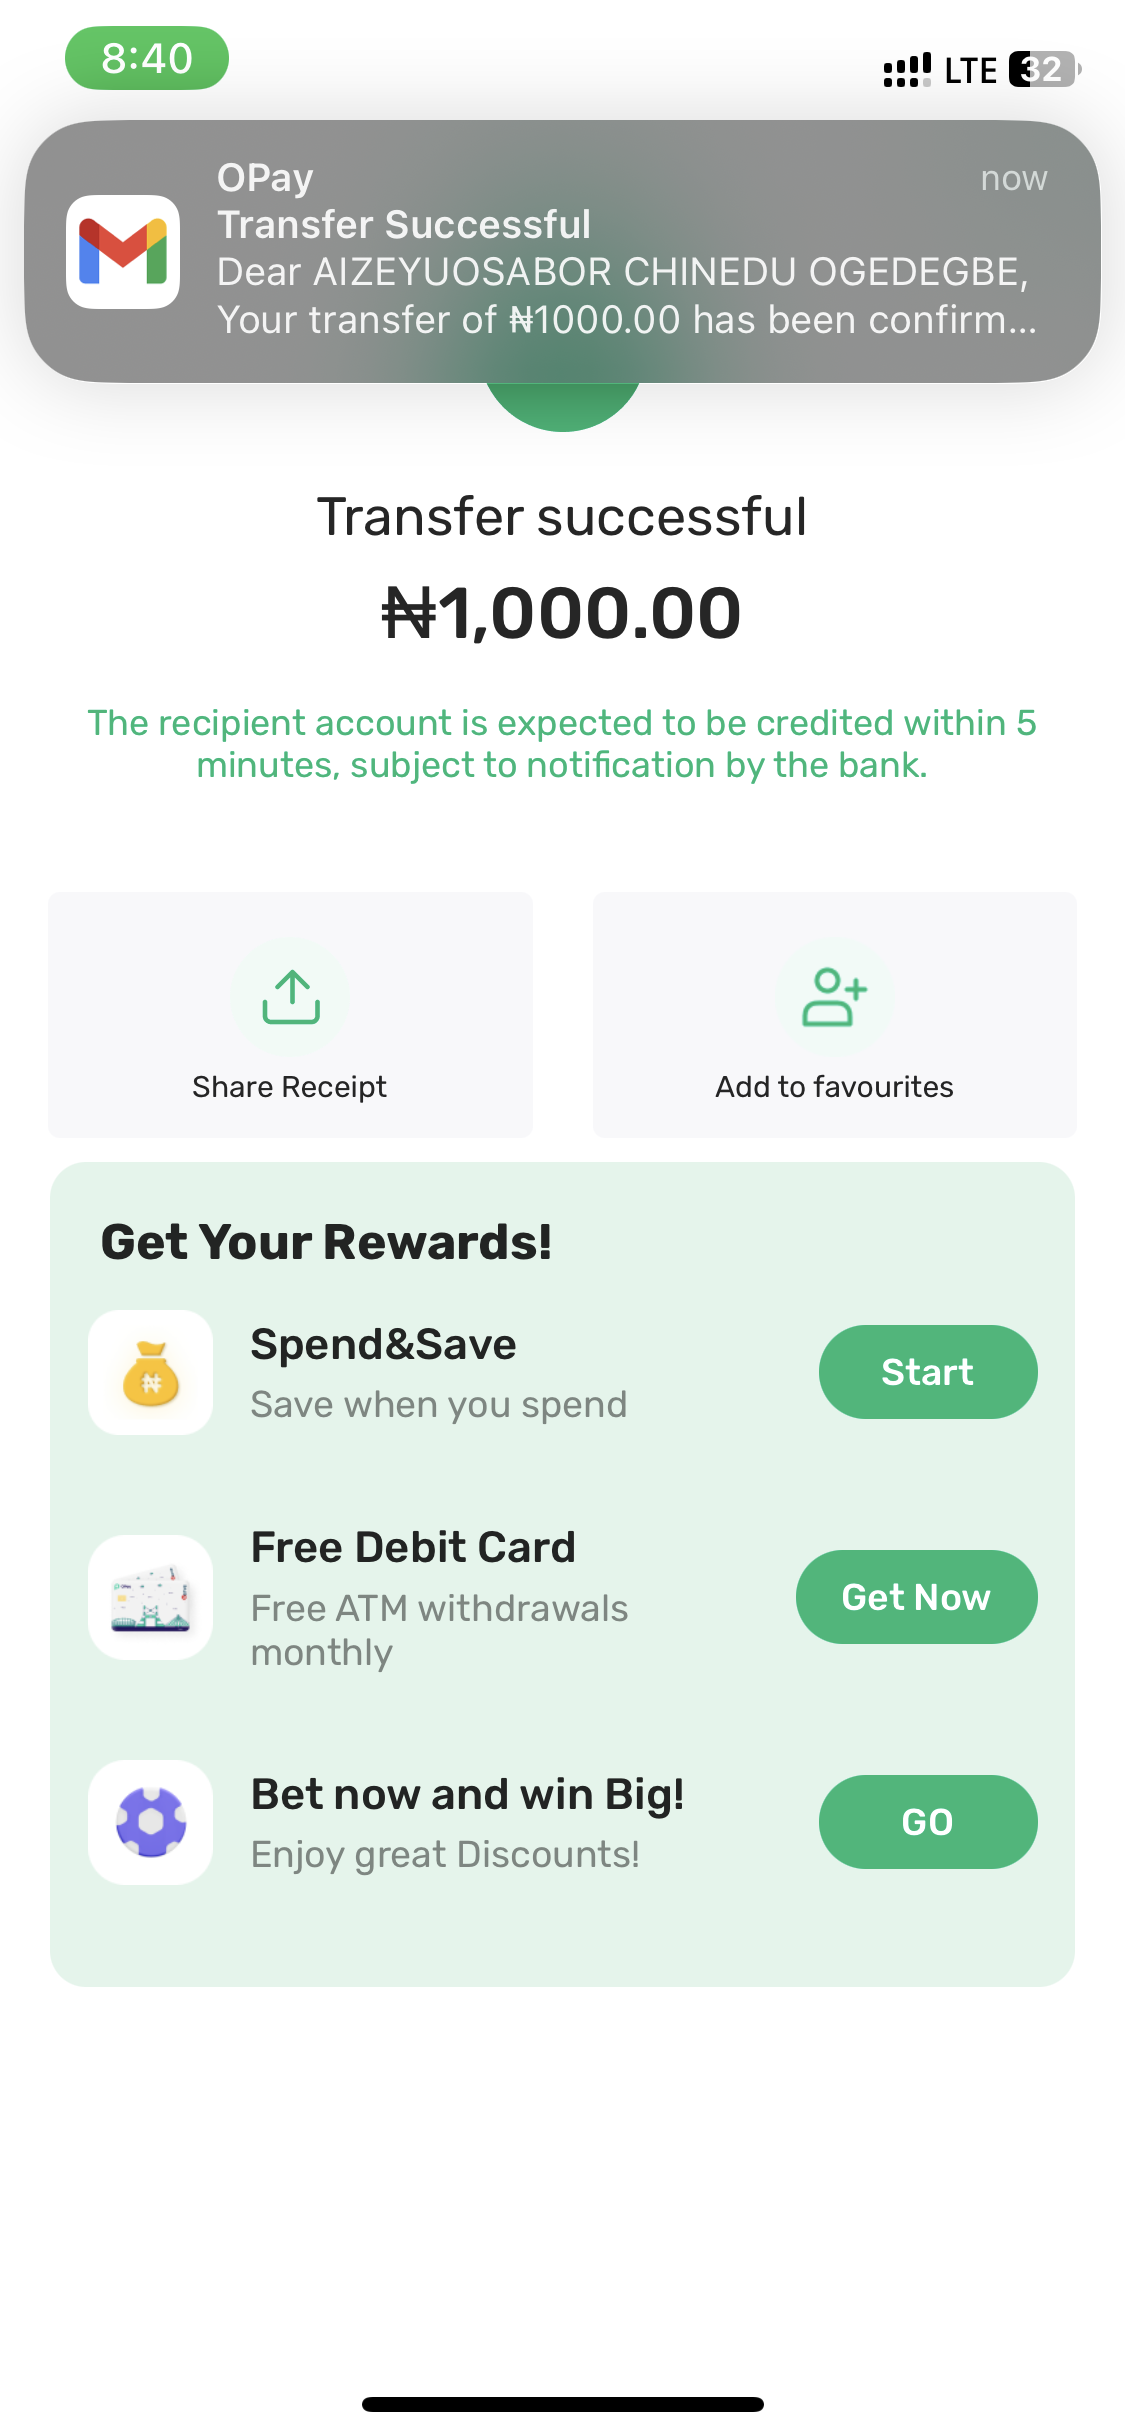 8:40
LTE 32
OPay now
Transfer Successful
Dear AIZEYUOSABOR CHINEDU OGEDEGBE,
Your transfer of ₦1000.00 has been confirm...
Transfer successful
₦1,000.00
The recipient account is expected to be credited within 5
minutes, subject to notification by the bank.
Share Receipt
Add to favourites
Get Your Rewards!
Spend&Save
Save when you spend
Start
Free Debit Card
Free ATM withdrawals
monthly
Get Now
Bet now and win Big!
Enjoy great Discounts!
GO